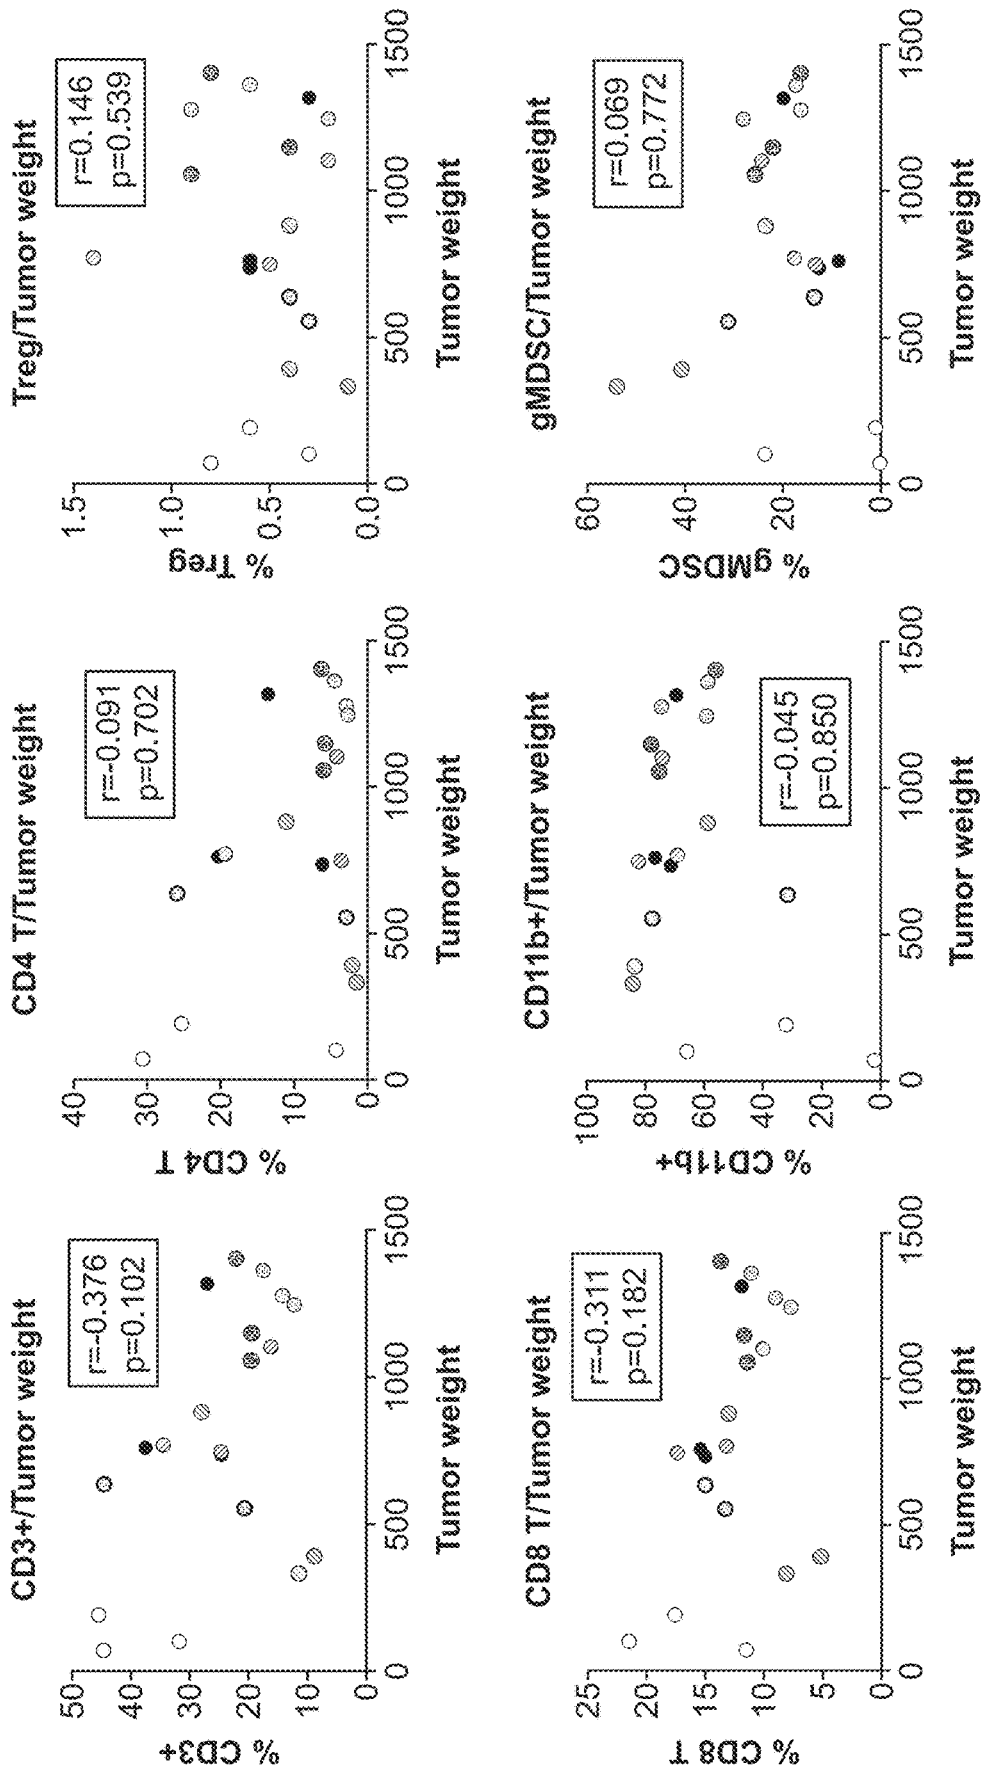 CD3+/Tumor weight
r=-0.376
p=0.102
% CD3+
50
40
30
20
10
0
0
500
1000
1500
Tumor weight
CD4 T/Tumor weight
r=-0.091
p=0.702
% CD4 T
40
30
20
10
0
0
500
1000
1500
Tumor weight
Treg/Tumor weight
r=0.146
p=0.539
% Treg
1.5
1.0
0.5
0.0
0
500
1000
1500
Tumor weight
CD8 T/Tumor weight
r=-0.311
p=0.182
% CD8 T
25
20
15
10
5
0
0
500
1000
1500
Tumor weight
CD11b+/Tumor weight
r=-0.045
p=0.850
% CD11b+
100
80
60
40
20
0
0
500
1000
1500
Tumor weight
gMDSC/Tumor weight
r=0.069
p=0.772
% gMDSC
60
40
20
0
0
500
1000
1500
Tumor weight